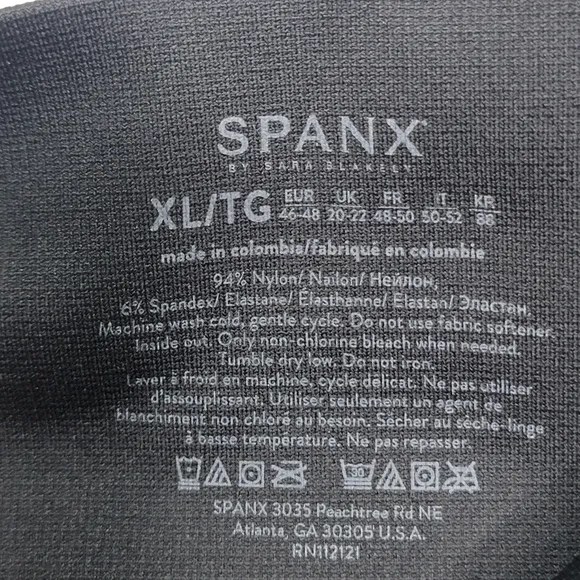 SPANX
BY SARA BLAKELY
XL/TG EUR 46-48 UK 20-22 FR 48-50 IT 50-52 KR 88
made in colombia/fabriqué en colombie
94% Nylon/ Nailon/ Нейлон,
6% Spandex/ Elastane/ Élasthanne/ Elastan/ Эластан,
Machine wash cold, gentle cycle. Do not use fabric softener.
Inside out. Only non-chlorine bleach when needed.
Tumble dry low. Do not iron.
Laver à froid en machine, cycle delicat. Ne pas utiliser
d'assouplissant. Utiliser seulement un agent de
blanchiment non chloré au besoin. Sécher au sèche-linge
à basse température. Ne pas repasser.
30
SPANX 3035 Peachtree Rd NE
Atlanta, GA 30305 U.S.A.
RN112121